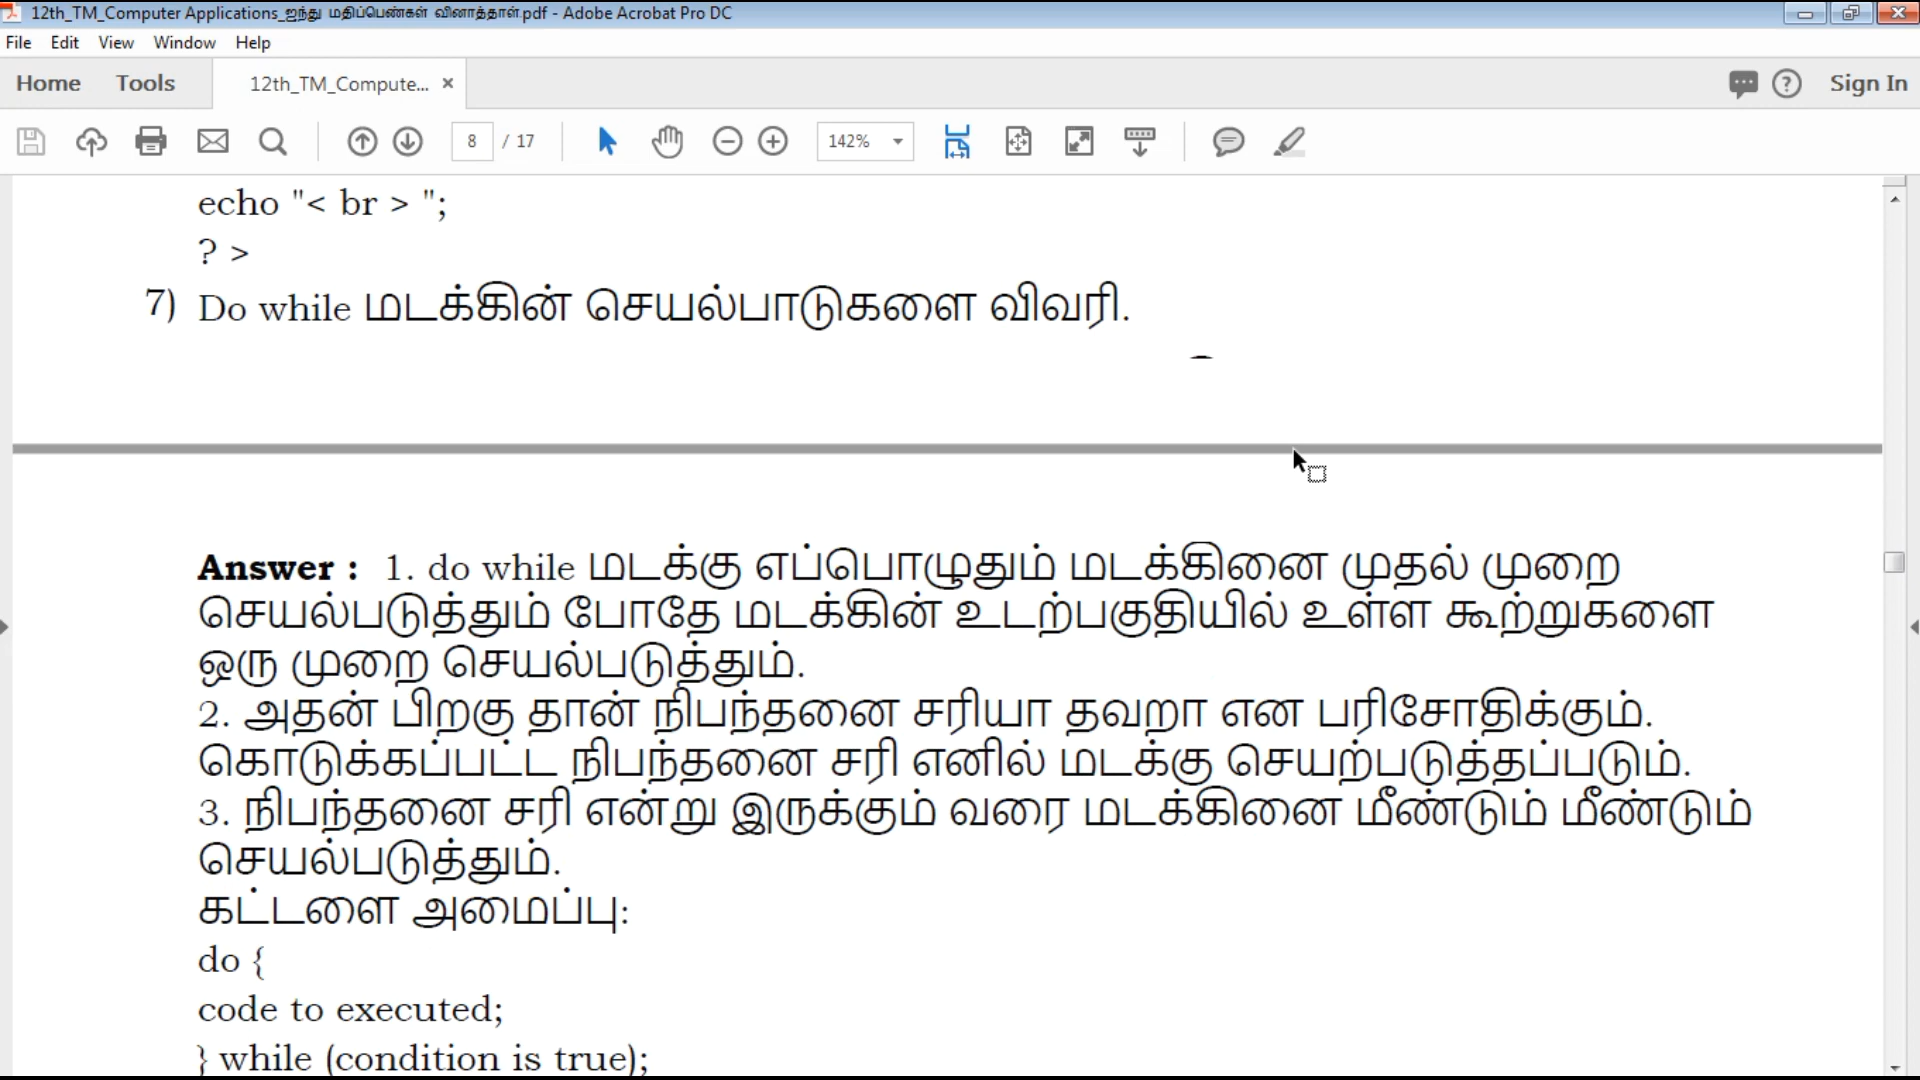 12th_TM_Computer Applications_ஐந்து மதிப்பெண்கள் வினாத்தாள்.pdf - Adobe Acrobat Pro DC
File Edit View Window Help
Home Tools 12th_TM_Compute... × Sign In
8 / 17 142%
echo "< br > ";
? >
7) Do while மடக்கின் செயல்பாடுகளை விவரி.
Answer : 1. do while மடக்கு எப்பொழுதும் மடக்கினை முதல் முறை
செயல்படுத்தும் போதே மடக்கின் உடற்பகுதியில் உள்ள கூற்றுகளை
ஒரு முறை செயல்படுத்தும்.
2. அதன் பிறகு தான் நிபந்தனை சரியா தவறா என பரிசோதிக்கும்.
கொடுக்கப்பட்ட நிபந்தனை சரி எனில் மடக்கு செயற்படுத்தப்படும்.
3. நிபந்தனை சரி என்று இருக்கும் வரை மடக்கினை மீண்டும் மீண்டும்
செயல்படுத்தும்.
கட்டளை அமைப்பு:
do {
code to executed;
} while (condition is true);